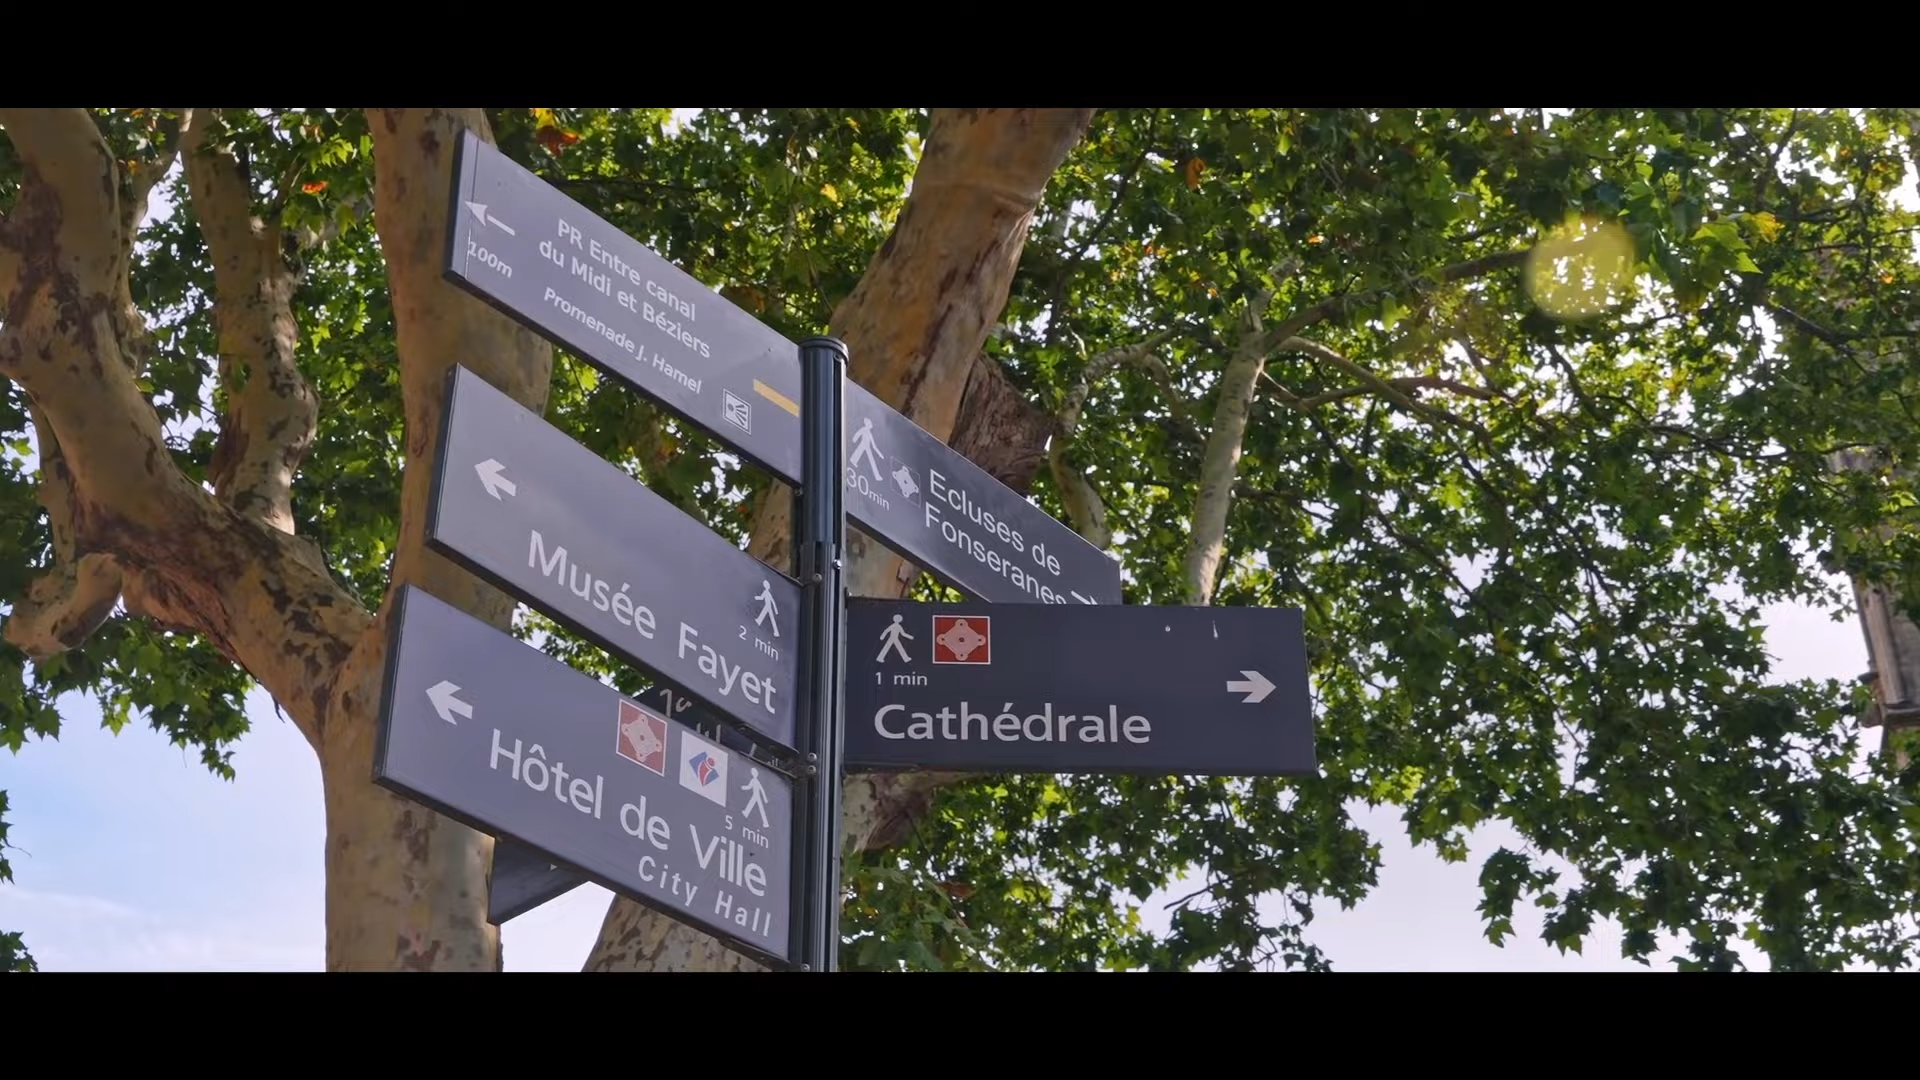 100m
PR Entre canal
du Midi et Béziers
Promenade J. Hamel
30min
Ecluses de
Fonseranes
Musée Fayet
2 min
1 min
Cathédrale
Hôtel de Ville
5 min
City Hall